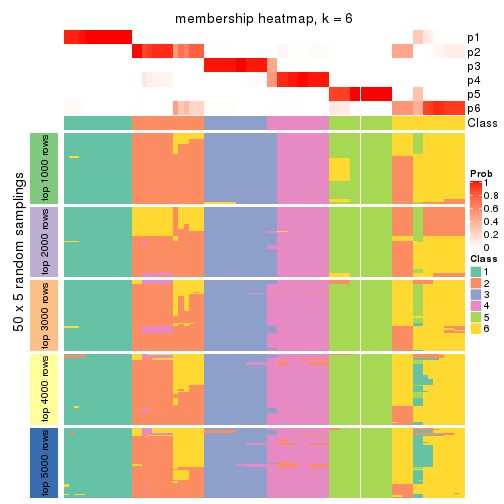 membership heatmap, k = 6
p1
p2
p3
p4
p5
p6
Class
50 x 5 random samplings
top 1000 rows
top 2000 rows
top 3000 rows
top 4000 rows
top 5000 rows
Prob
1
0.8
0.6
0.4
0.2
0
Class
1
2
3
4
5
6